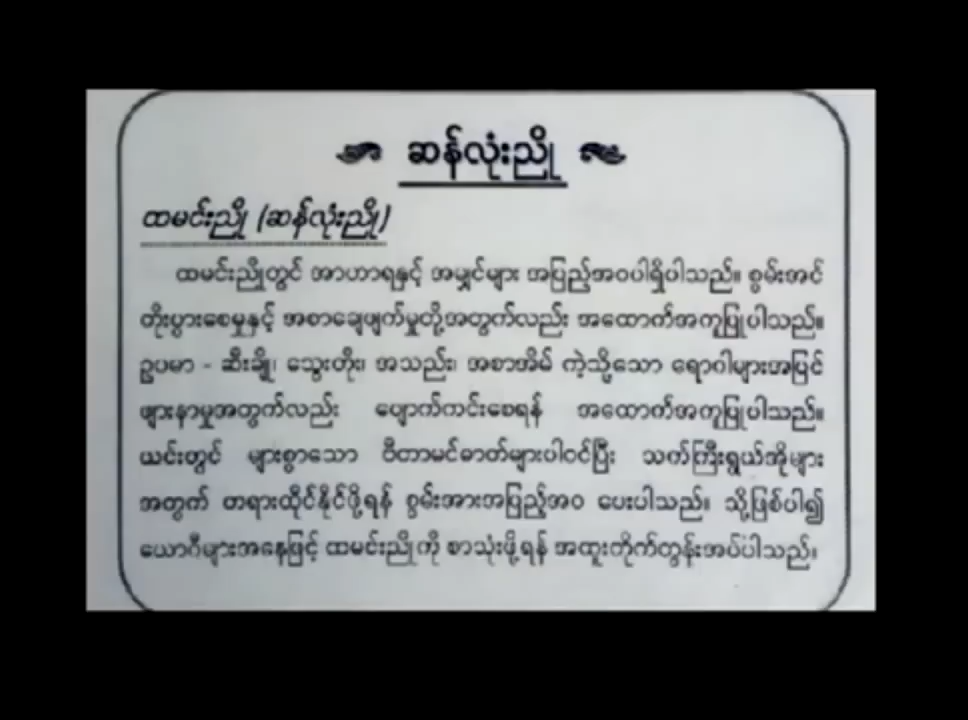 ဆန်လုံးညို
ထမင်းညို (ဆန်လုံးညို)
ထမင်းညိုတွင် အာဟာရနှင့် အမျှင်များ အပြည့်အဝပါရှိပါသည်။ စွမ်းအင်
တိုးပွားစေမှုနှင့် အစာချေဖျက်မှုတို့အတွက်လည်း အထောက်အကူပြုပါသည်။
ဥပမာ - ဆီးချို၊ သွေးတိုး၊ အသည်း၊ အစာအိမ် ကဲ့သို့သော ရောဂါများအပြင်
ဖျားနာမှုအတွက်လည်း ပျောက်ကင်းစေရန် အထောက်အကူပြုပါသည်။
ယင်းတွင် များစွာသော ဗီတာမင်ဓာတ်များပါဝင်ပြီး သက်ကြီးရွယ်အိုများ
အတွက် တရားထိုင်နိုင်ဖို့ရန် စွမ်းအားအပြည့်အဝ ပေးပါသည်။ သို့ဖြစ်ပါ၍
ယောဂီများအနေဖြင့် ထမင်းညိုကို စာသုံးဖို့ရန် အထူးတိုက်တွန်းအပ်ပါသည်။